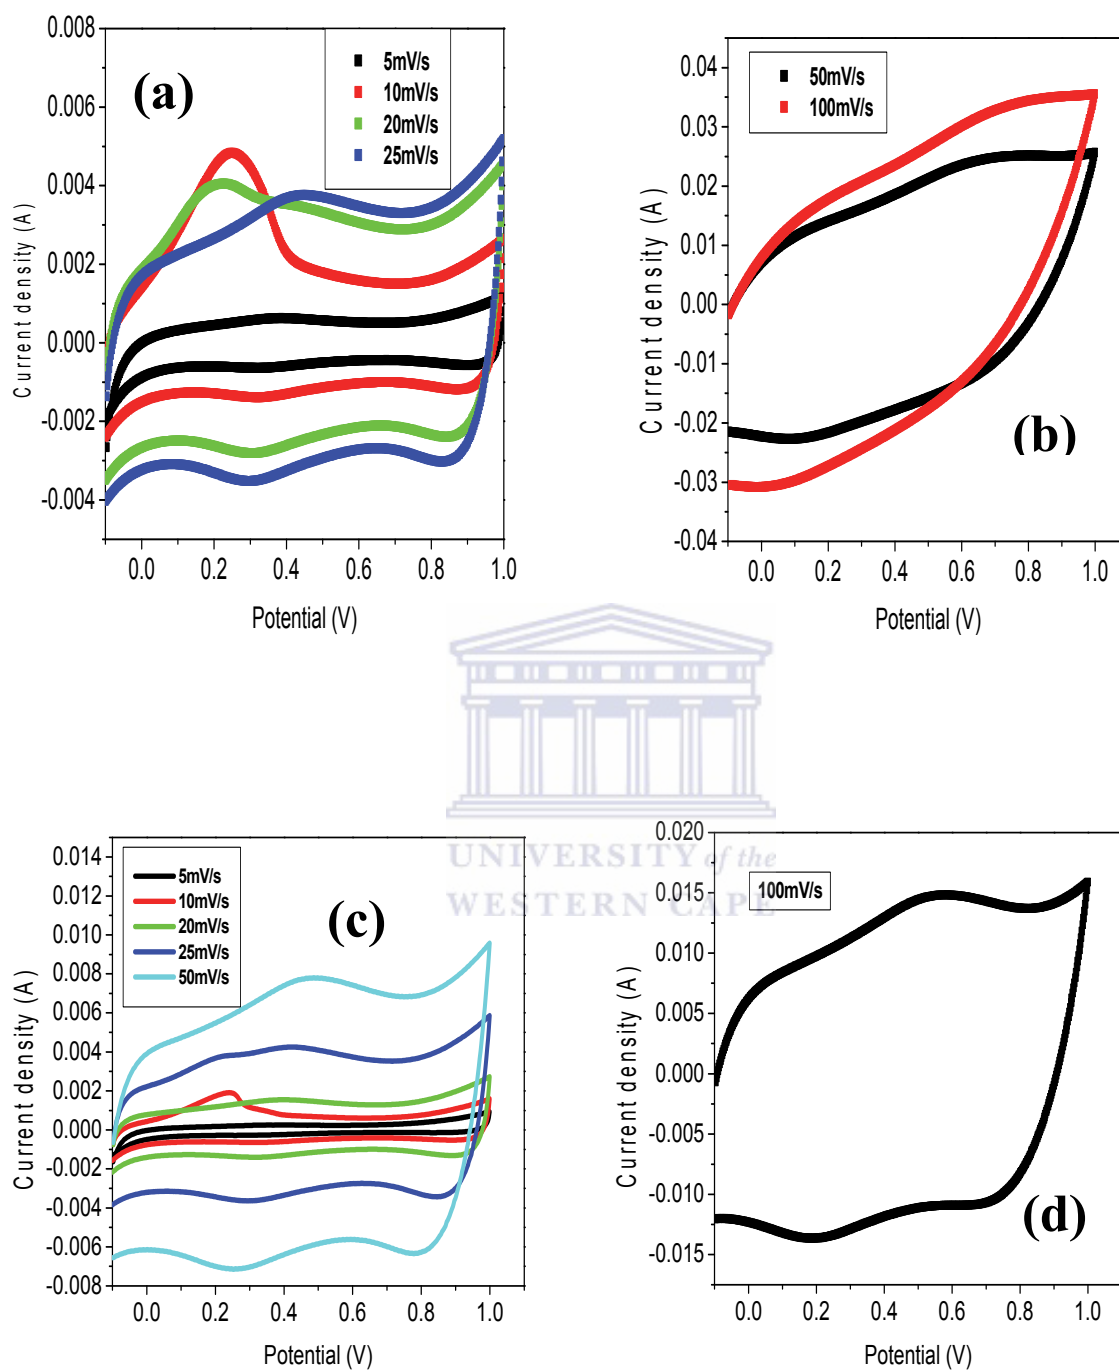 (a)
5mV/s
10mV/s
20mV/s
25mV/s
0.008
0.006
0.004
0.002
0.000
-0.002
-0.004
Current density (A)
0.0 0.2 0.4 0.6 0.8 1.0
Potential (V)
50mV/s
100mV/s
0.04
0.03
0.02
0.01
0.00
-0.01
-0.02
-0.03
-0.04
Current density (A)
(b)
0.0 0.2 0.4 0.6 0.8 1.0
Potential (V)
UNIVERSITY of the
WESTERN CAPE
5mV/s
10mV/s
20mV/s
25mV/s
50mV/s
(c)
0.014
0.012
0.010
0.008
0.006
0.004
0.002
0.000
-0.002
-0.004
-0.006
-0.008
Current density (A)
0.0 0.2 0.4 0.6 0.8 1.0
Potential (V)
100mV/s
0.020
0.015
0.010
0.005
0.000
-0.005
-0.010
-0.015
Current density (A)
(d)
0.0 0.2 0.4 0.6 0.8 1.0
Potential (V)